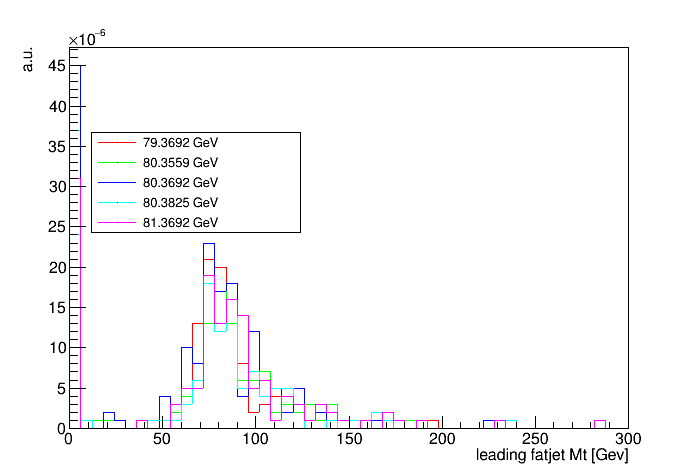 ×10⁻⁶
a.u.
45
40
35
30
25
20
15
10
5
0
79.3692 GeV
80.3559 GeV
80.3692 GeV
80.3825 GeV
81.3692 GeV
0 50 100 150 200 250 300
leading fatjet Mt [Gev]